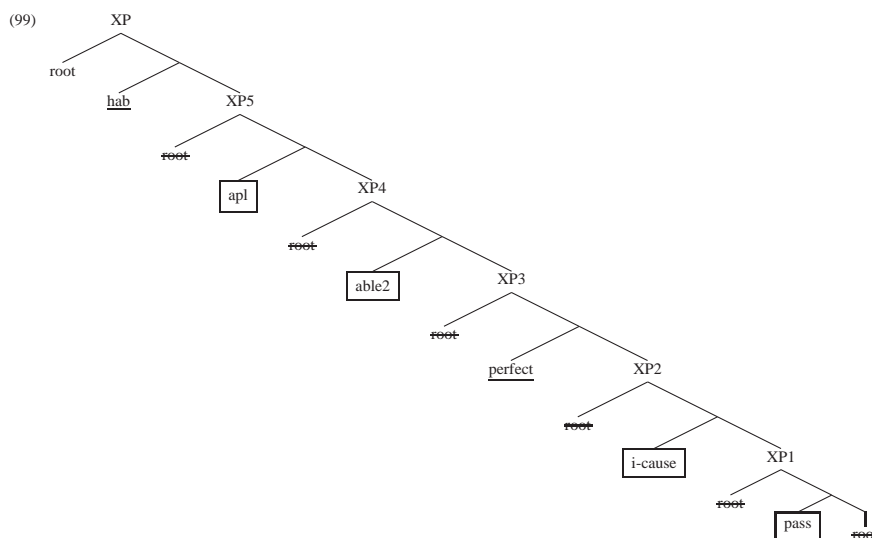 (99) XP
root
hab
XP5
root
apl
XP4
root
able2
XP3
root
perfect
XP2
root
i-cause
XP1
root
pass